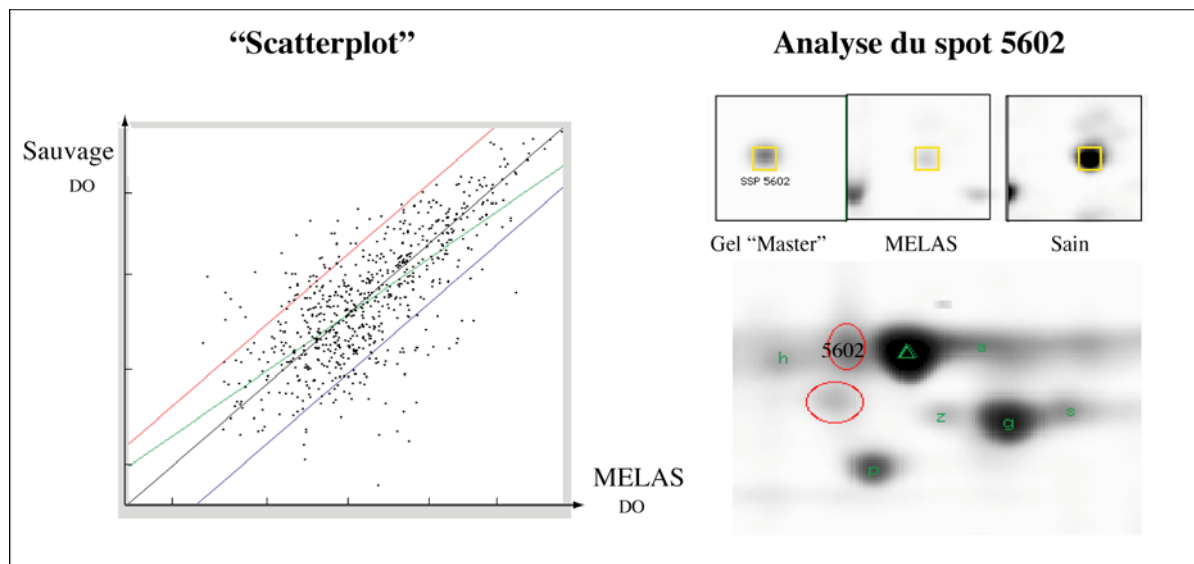 “Scatterplot”
Analyse du spot 5602
Sauvage
DO
MELAS
DO
SSP 5602
Gel “Master”
MELAS
Sain
h
5602
a
z
g
s
p